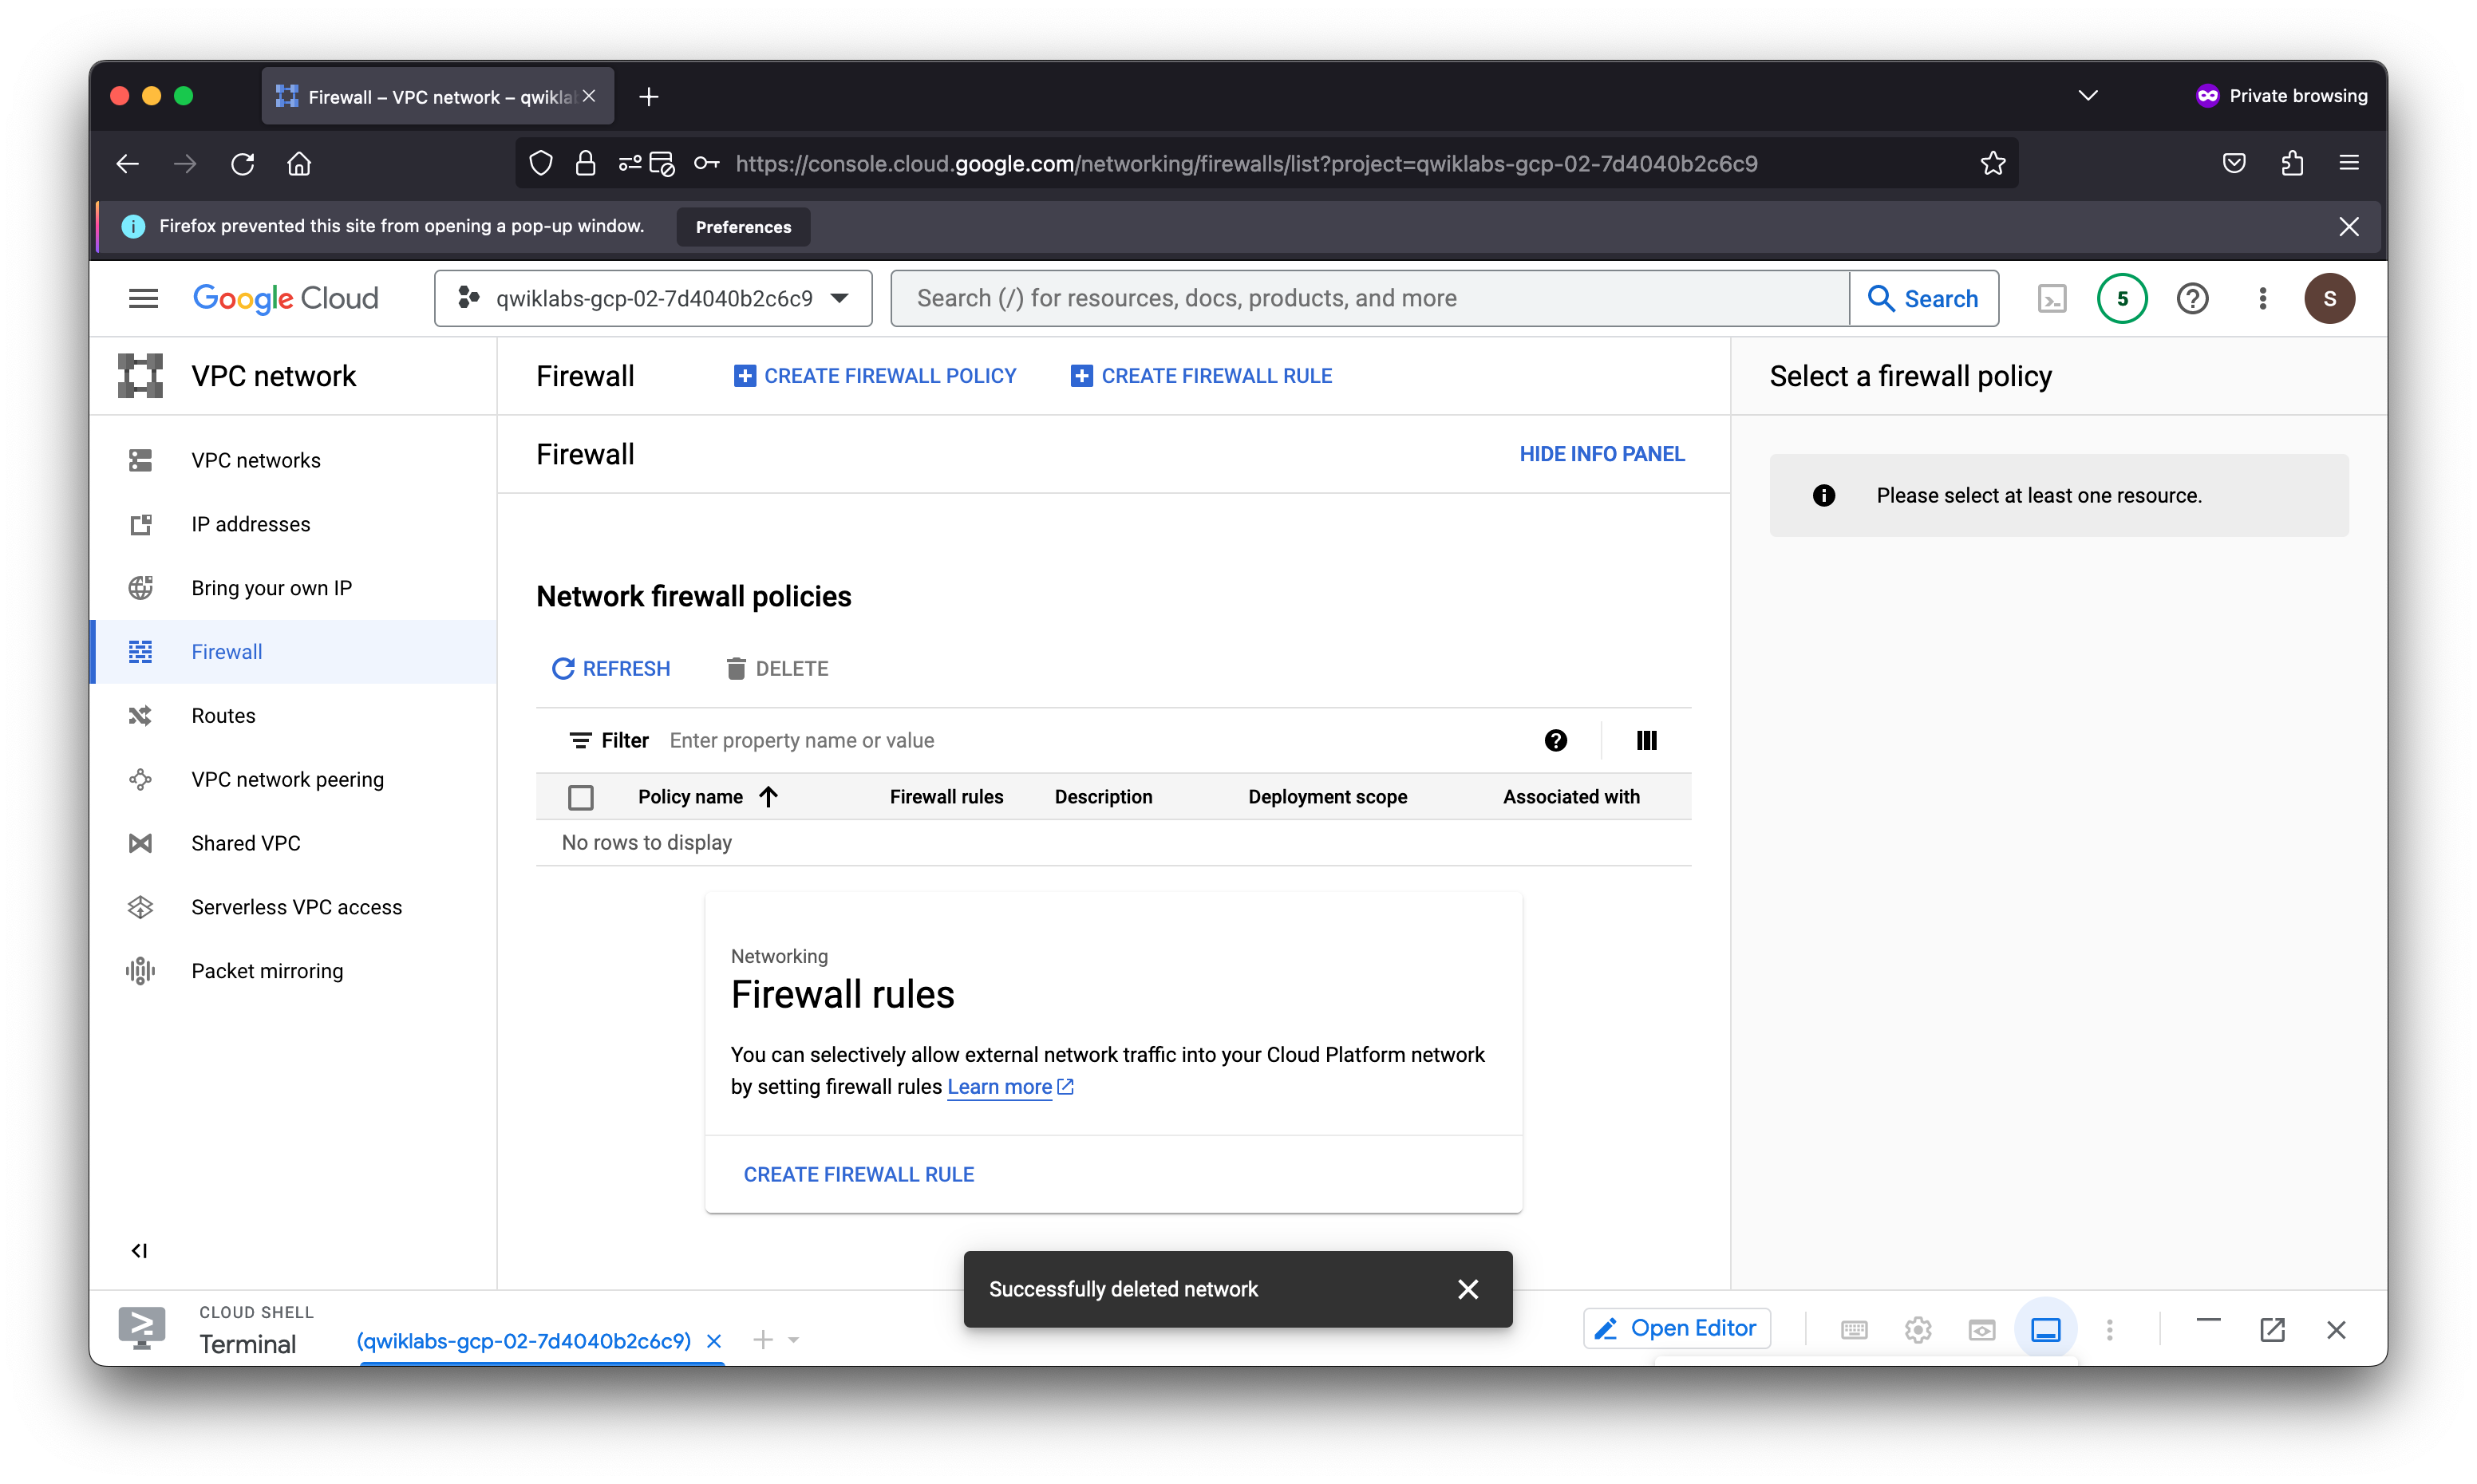 Firewall – VPC network – qwikla
Private browsing
https://console.cloud.google.com/networking/firewalls/list?project=qwiklabs-gcp-02-7d4040b2c6c9
Firefox prevented this site from opening a pop-up window.
Preferences
Google Cloud
qwiklabs-gcp-02-7d4040b2c6c9
Search (/) for resources, docs, products, and more
Search
5
S
VPC network
Firewall
CREATE FIREWALL POLICY
CREATE FIREWALL RULE
Select a firewall policy
VPC networks
IP addresses
Bring your own IP
Firewall
Routes
VPC network peering
Shared VPC
Serverless VPC access
Packet mirroring
Firewall
HIDE INFO PANEL
Please select at least one resource.
Network firewall policies
REFRESH
DELETE
Filter
Enter property name or value
Policy name
Firewall rules
Description
Deployment scope
Associated with
No rows to display
Networking
Firewall rules
You can selectively allow external network traffic into your Cloud Platform network
by setting firewall rules Learn more
CREATE FIREWALL RULE
Successfully deleted network
CLOUD SHELL
Terminal
(qwiklabs-gcp-02-7d4040b2c6c9)
Open Editor